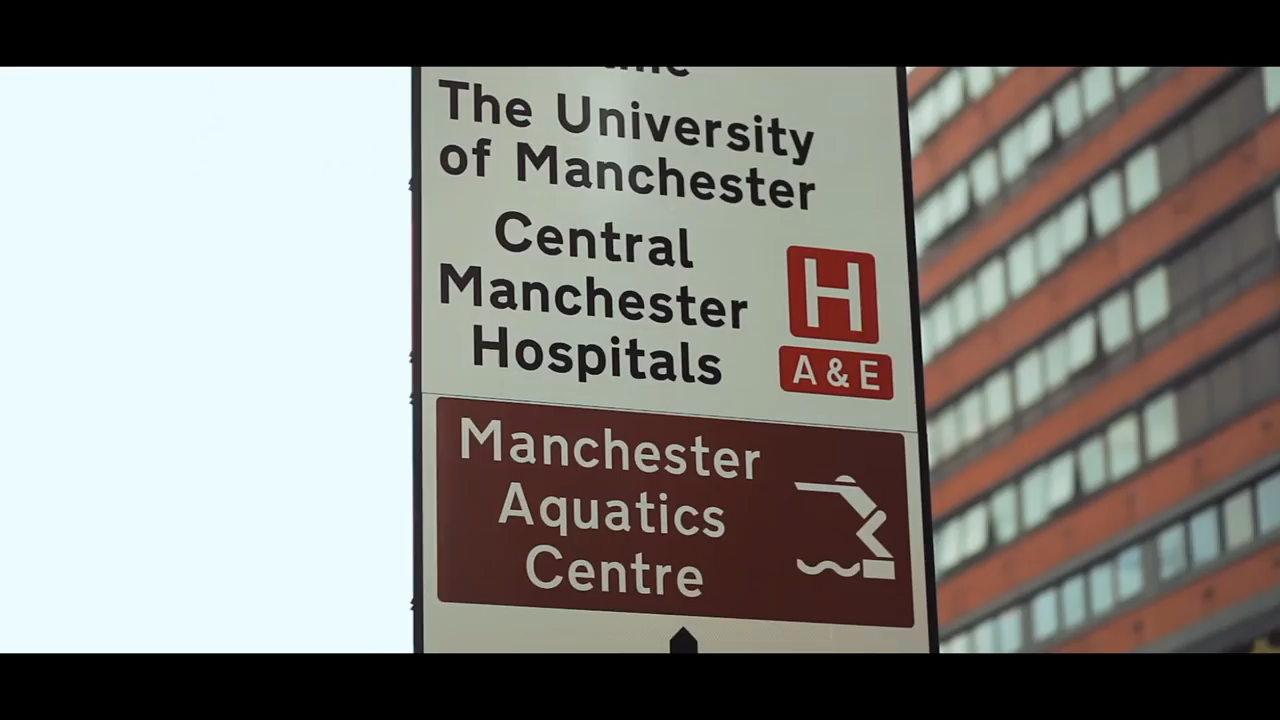 The University
of Manchester
Central
Manchester
Hospitals
H
A & E
Manchester
Aquatics
Centre